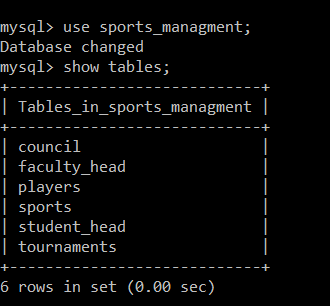 mysql> use sports_managment;
Database changed
mysql> show tables;
+----------------------------+
| Tables_in_sports_managment |
+----------------------------+
| council                    |
| faculty_head               |
| players                    |
| sports                     |
| student_head               |
| tournaments                |
+----------------------------+
6 rows in set (0.00 sec)